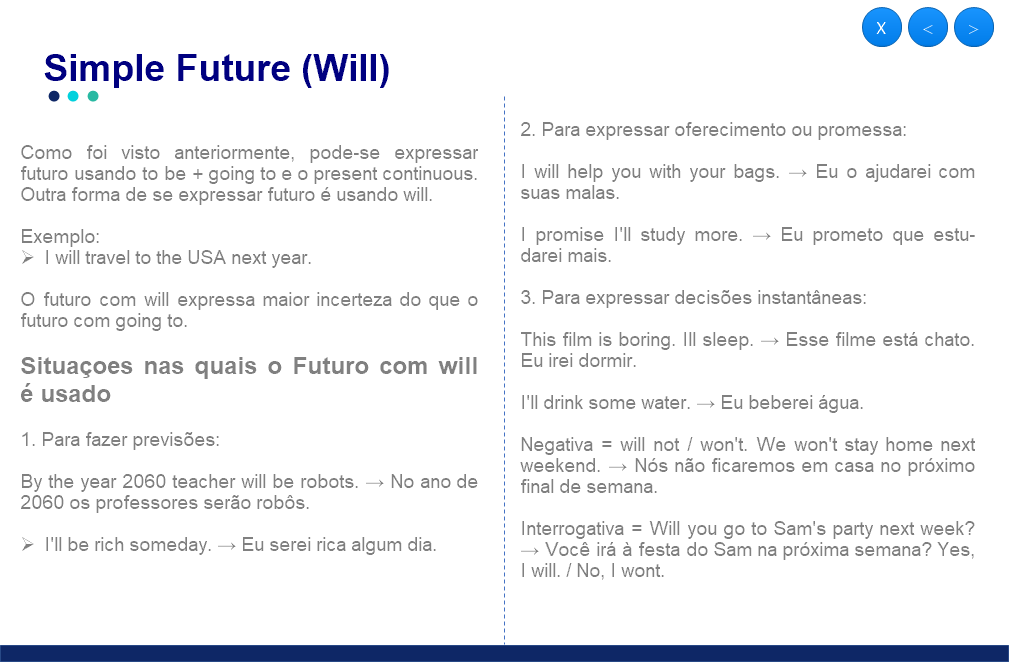 X < >
Simple Future (Will)
Como foi visto anteriormente, pode-se expressar
futuro usando to be + going to e o present continuous.
Outra forma de se expressar futuro é usando will.
Exemplo:
➢ I will travel to the USA next year.
O futuro com will expressa maior incerteza do que o
futuro com going to.
Situaçoes nas quais o Futuro com will
é usado
1. Para fazer previsões:
By the year 2060 teacher will be robots. → No ano de
2060 os professores serão robôs.
➢ I'll be rich someday. → Eu serei rica algum dia.
2. Para expressar oferecimento ou promessa:
I will help you with your bags. → Eu o ajudarei com
suas malas.
I promise I'll study more. → Eu prometo que estu-
darei mais.
3. Para expressar decisões instantâneas:
This film is boring. Ill sleep. → Esse filme está chato.
Eu irei dormir.
I'll drink some water. → Eu beberei água.
Negativa = will not / won't. We won't stay home next
weekend. → Nós não ficaremos em casa no próximo
final de semana.
Interrogativa = Will you go to Sam's party next week?
→ Você irá à festa do Sam na próxima semana? Yes,
I will. / No, I wont.